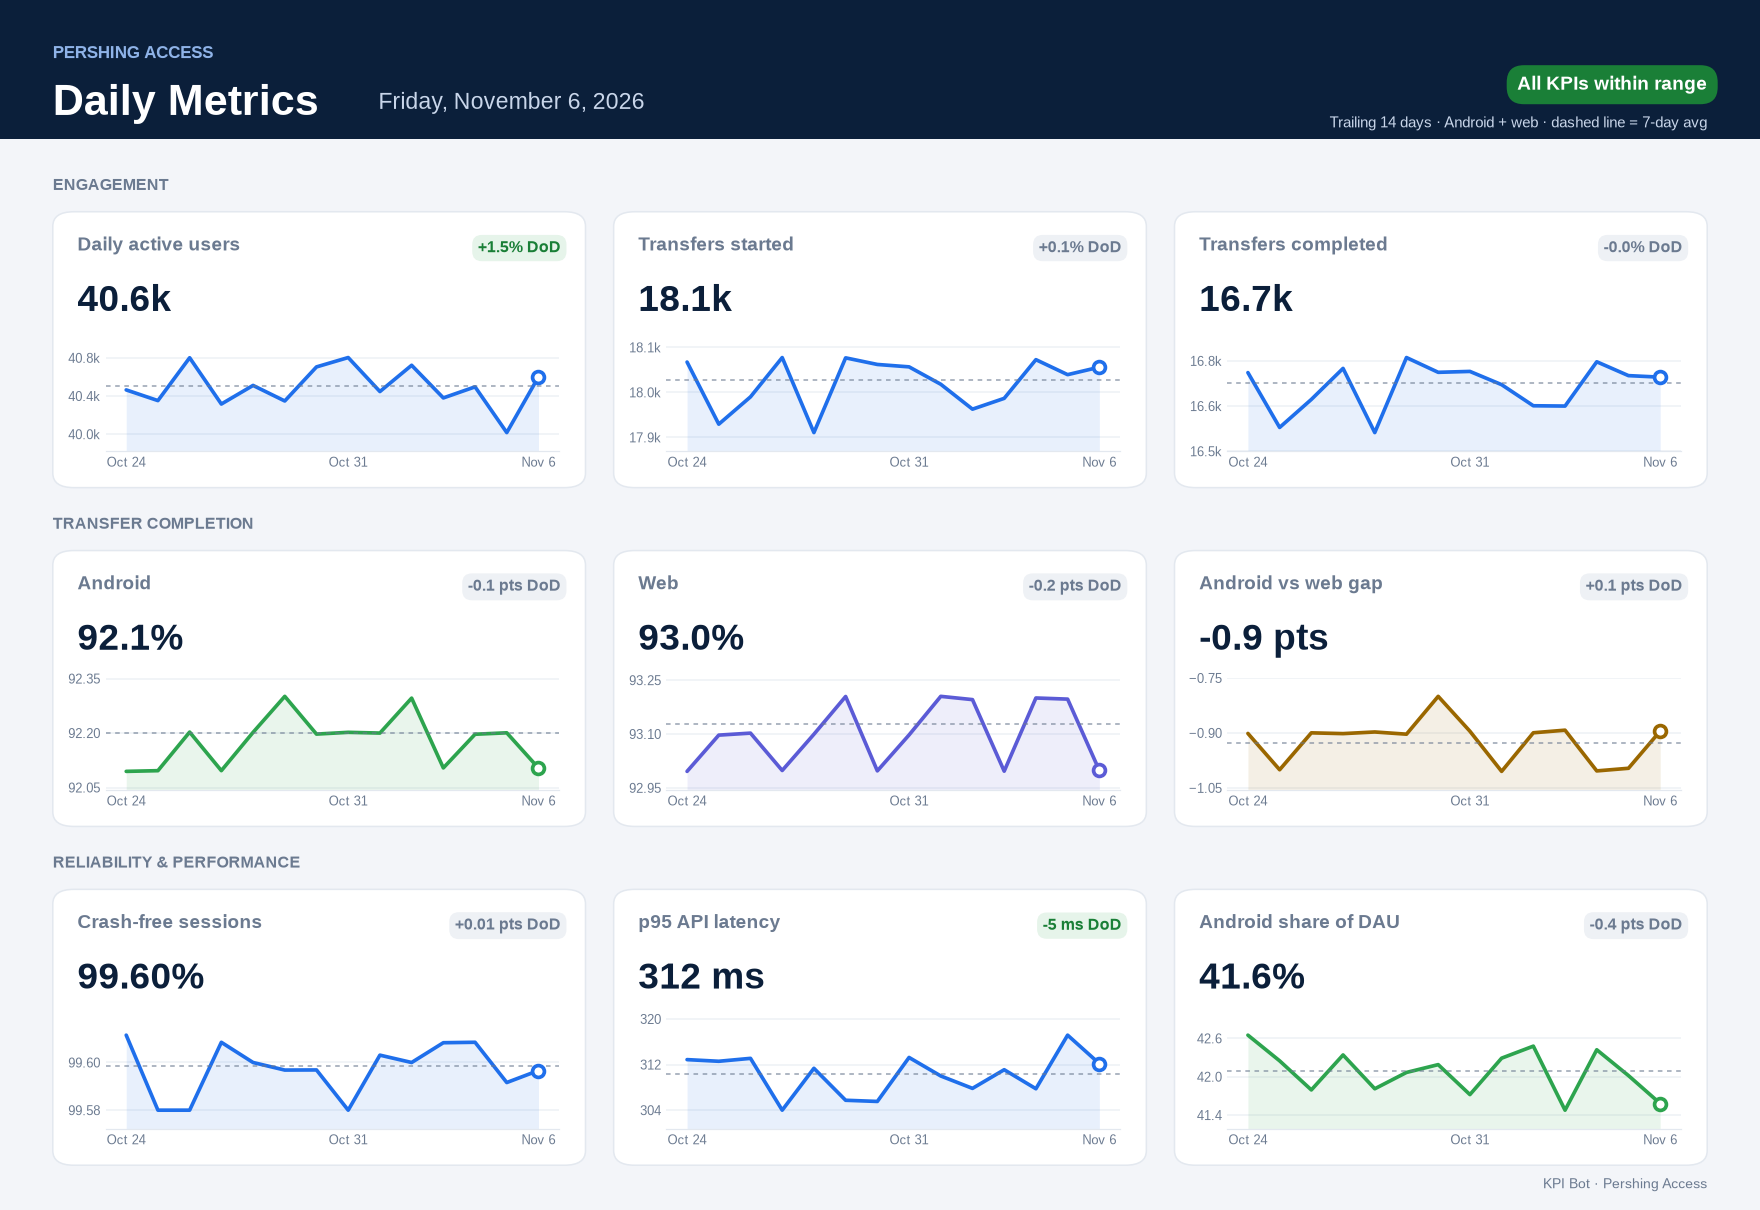 PERSHING ACCESS
Daily Metrics
Friday, November 6, 2026
All KPIs within range
Trailing 14 days · Android + web · dashed line = 7-day avg
ENGAGEMENT
Daily active users
+1.5% DoD
40.6k
40.8k
40.4k
40.0k
Oct 24
Oct 31
Nov 6
Transfers started
+0.1% DoD
18.1k
18.1k
18.0k
17.9k
Oct 24
Oct 31
Nov 6
Transfers completed
-0.0% DoD
16.7k
16.8k
16.6k
16.5k
Oct 24
Oct 31
Nov 6
TRANSFER COMPLETION
Android
-0.1 pts DoD
92.1%
92.35
92.20
92.05
Oct 24
Oct 31
Nov 6
Web
-0.2 pts DoD
93.0%
93.25
93.10
92.95
Oct 24
Oct 31
Nov 6
Android vs web gap
+0.1 pts DoD
-0.9 pts
−0.75
−0.90
−1.05
Oct 24
Oct 31
Nov 6
RELIABILITY & PERFORMANCE
Crash-free sessions
+0.01 pts DoD
99.60%
99.60
99.58
Oct 24
Oct 31
Nov 6
p95 API latency
-5 ms DoD
312 ms
320
312
304
Oct 24
Oct 31
Nov 6
Android share of DAU
-0.4 pts DoD
41.6%
42.6
42.0
41.4
Oct 24
Oct 31
Nov 6
KPI Bot · Pershing Access